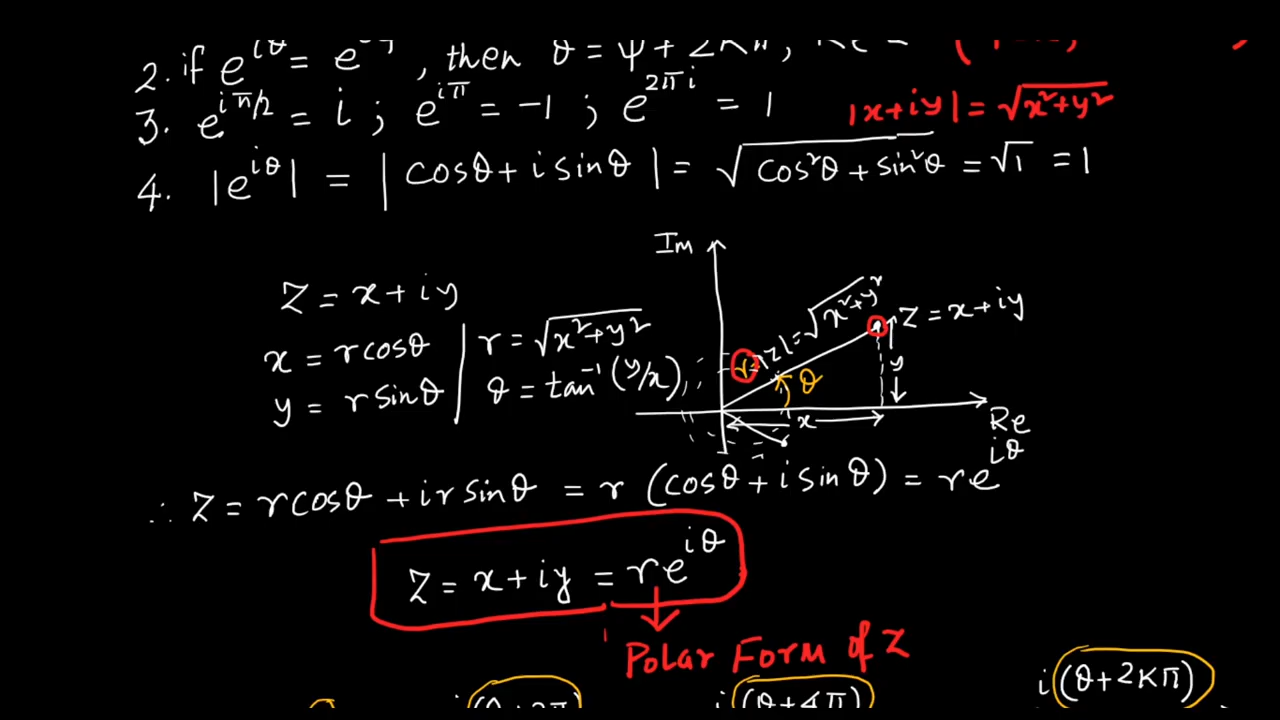 2. if e^{iθ} = e , then θ = ψ + 2Kπ,
3. e^{iπ/2} = i ; e^{iπ} = -1 ; e^{2πi} = 1
|x+iy| = √(x²+y²)
4. |e^{iθ}| = |cosθ + i sinθ| = √(cos²θ + sin²θ) = √1 = 1
Im
z = x + iy
x = r cosθ | r = √(x²+y²)
y = r sinθ | θ = tan⁻¹(y/x)
r = |z| = √(x²+y²)
z = x + iy
θ
y
x
Re
∴ z = r cosθ + i r sinθ = r (cosθ + i sinθ) = r e^{iθ}
z = x + iy = r e^{iθ}
Polar Form of z
i(θ+2π) i(θ+4π) i(θ+2Kπ)